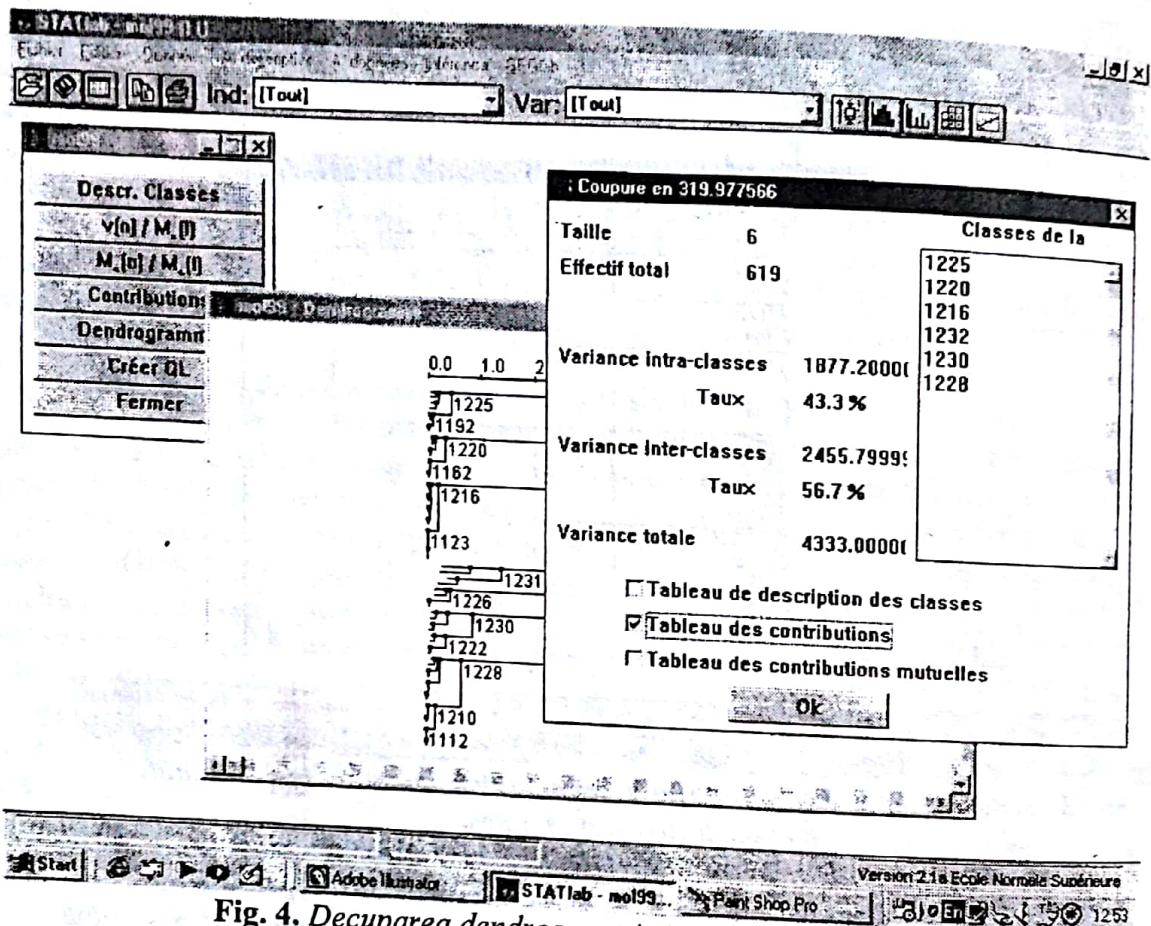 STATlab - mol99
Ind: [Tout] Var: [Tout]
Descr. Classes
Contributions
Dendrogramm
Créer QL
Fermer
Dendrogramme
0.0 1.0 2
1225
1192
1220
1162
1216
1123
1231
1226
1230
1222
1228
1210
1112
: Coupure en 319.977566
Taille 6
Effectif total 619
Variance intra-classes 1877.20000
Taux 43.3 %
Variance Inter-classes 2455.79999
Taux 56.7 %
Variance totale 4333.00000
Classes de la
1225
1220
1216
1232
1230
1228
Tableau de description des classes
Tableau des contributions
Tableau des contributions mutuelles
Ok
Version 2.1a Ecole Normale Supérieure
Start Adobe Illustrator STATlab - mol99... Paint Shop Pro En 1253
Fig. 4. Decuparea